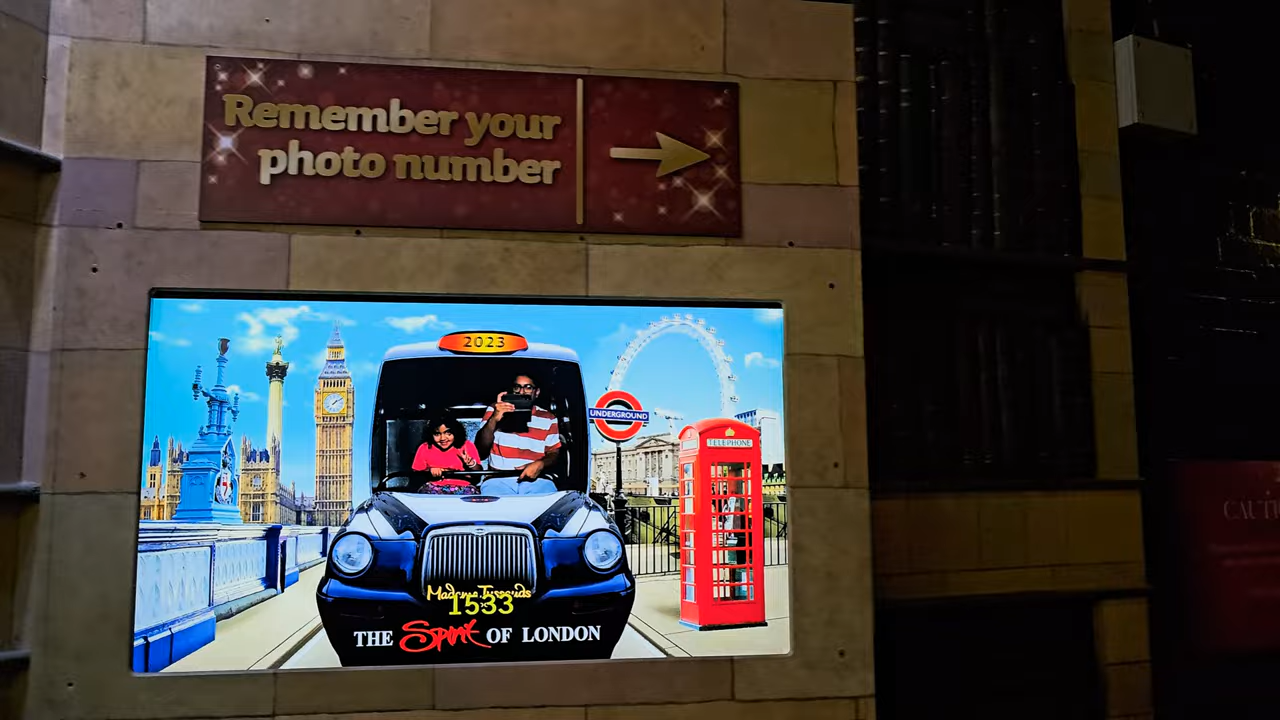 Remember your
photo number
2023
UNDERGROUND
TELEPHONE
Madame Tussauds
1533
THE Spirit OF LONDON